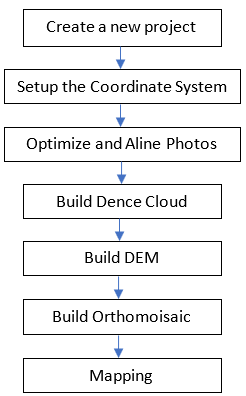 Create a new project
Setup the Coordinate System
Optimize and Aline Photos
Build Dence Cloud
Build DEM
Build Orthomoisaic
Mapping